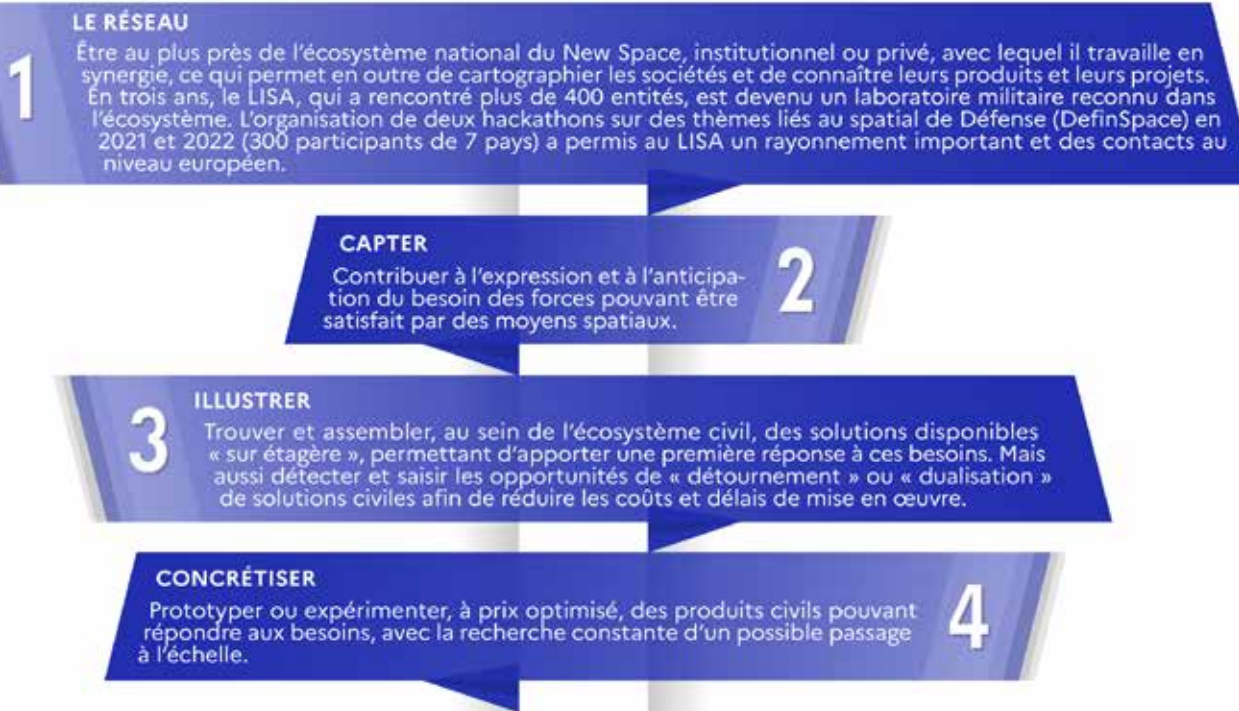 1
LE RÉSEAU
Être au plus près de l'écosystème national du New Space, institutionnel ou privé, avec lequel il travaille en
synergie, ce qui permet en outre de cartographier les sociétés et de connaître leurs produits et leurs projets.
En trois ans, le LISA, qui a rencontré plus de 400 entités, est devenu un laboratoire militaire reconnu dans
l'écosystème. L'organisation de deux hackathons sur des thèmes liés au spatial de Défense (DefinSpace) en
2021 et 2022 (300 participants de 7 pays) a permis au LISA un rayonnement important et des contacts au
niveau européen.
2
CAPTER
Contribuer à l'expression et à l'anticipa-
tion du besoin des forces pouvant être
satisfait par des moyens spatiaux.
3
ILLUSTRER
Trouver et assembler, au sein de l'écosystème civil, des solutions disponibles
« sur étagère », permettant d'apporter une première réponse à ces besoins. Mais
aussi détecter et saisir les opportunités de « détournement » ou « dualisation »
de solutions civiles afin de réduire les coûts et délais de mise en œuvre.
4
CONCRÉTISER
Prototyper ou expérimenter, à prix optimisé, des produits civils pouvant
répondre aux besoins, avec la recherche constante d'un possible passage
à l'échelle.